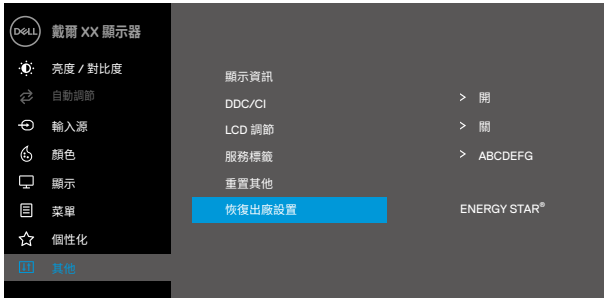 DELL 戴爾 XX 顯示器
亮度 / 對比度
自動調節
輸入源
顏色
顯示
菜單
個性化
其他
顯示資訊
DDC/CI > 開
LCD 調節 > 關
服務標籤 > ABCDEFG
重置其他
恢復出廠設置 ENERGY STAR®